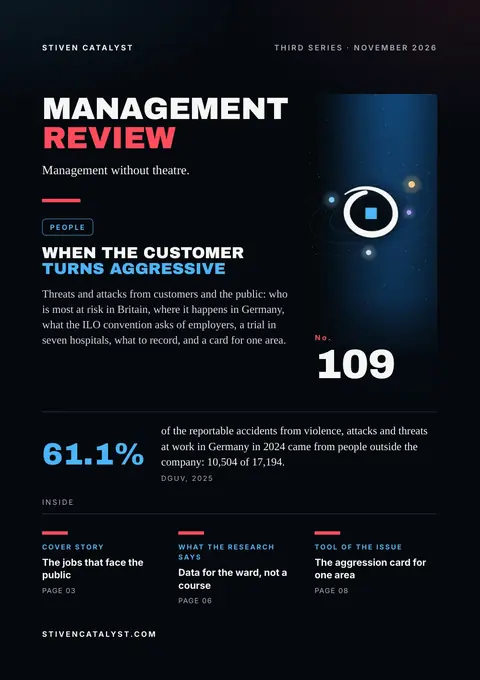 STIVEN CATALYST
THIRD SERIES · NOVEMBER 2026
MANAGEMENT
REVIEW
Management without theatre.
PEOPLE
WHEN THE CUSTOMER
TURNS AGGRESSIVE
Threats and attacks from customers and the public: who
is most at risk in Britain, where it happens in Germany,
what the ILO convention asks of employers, a trial in
seven hospitals, what to record, and a card for one area.
No.
109
61.1%
of the reportable accidents from violence, attacks and threats
at work in Germany in 2024 came from people outside the
company: 10,504 of 17,194.
DGUV, 2025
INSIDE
COVER STORY
The jobs that face the
public
PAGE 03
WHAT THE RESEARCH
SAYS
Data for the ward, not a
course
PAGE 06
TOOL OF THE ISSUE
The aggression card for
one area
PAGE 08
STIVENCATALYST.COM